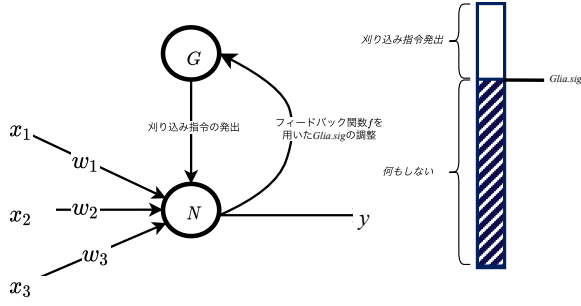 G
刈り込み指令の発出
フィードバック関数fを
用いたGlia.sigの調整
x1
w1
x2
w2
N
y
w3
x3
刈り込み指令発出
Glia.sig
何もしない